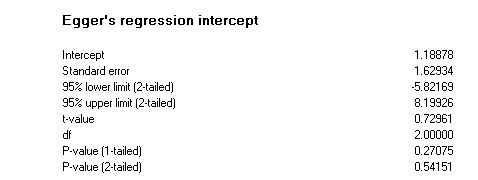 Egger's regression intercept
Intercept 1.18878
Standard error 1.62934
95% lower limit (2-tailed) -5.82169
95% upper limit (2-tailed) 8.19926
t-value 0.72961
df 2.00000
P-value (1-tailed) 0.27075
P-value (2-tailed) 0.54151